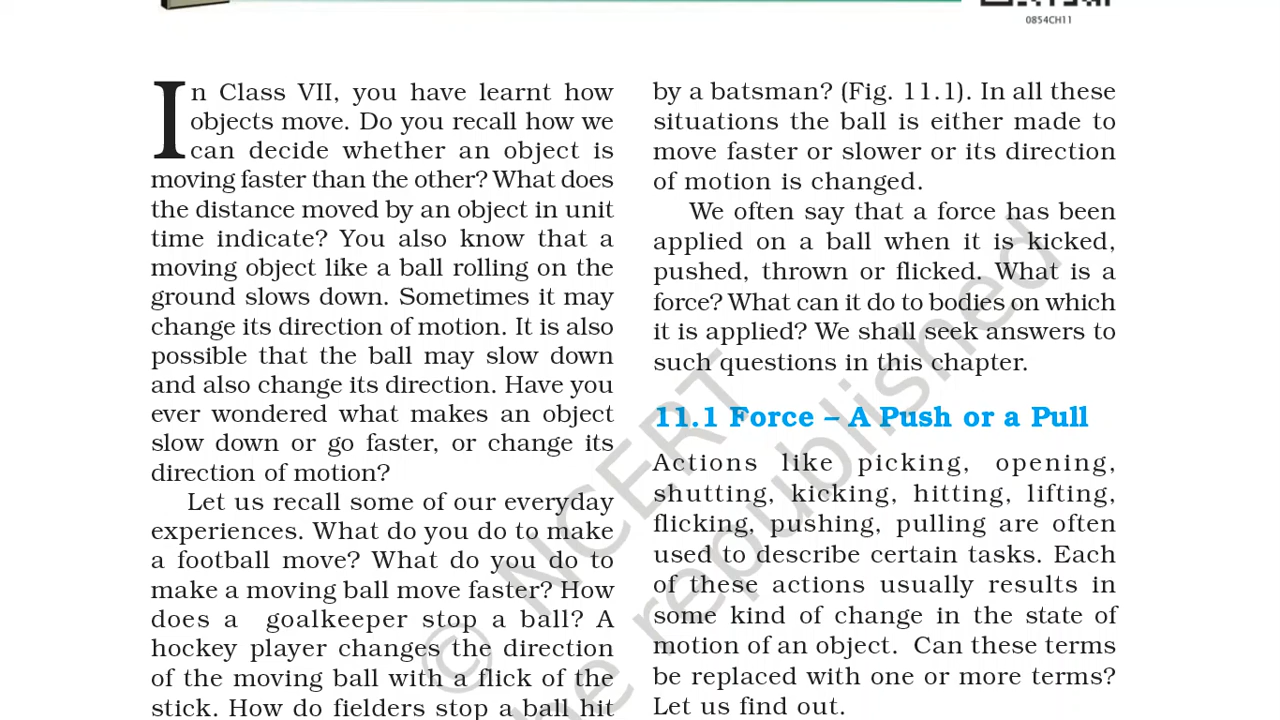 0854CH11
In Class VII, you have learnt how
objects move. Do you recall how we
can decide whether an object is
moving faster than the other? What does
the distance moved by an object in unit
time indicate? You also know that a
moving object like a ball rolling on the
ground slows down. Sometimes it may
change its direction of motion. It is also
possible that the ball may slow down
and also change its direction. Have you
ever wondered what makes an object
slow down or go faster, or change its
direction of motion?
Let us recall some of our everyday
experiences. What do you do to make
a football move? What do you do to
make a moving ball move faster? How
does a goalkeeper stop a ball? A
hockey player changes the direction
of the moving ball with a flick of the
stick. How do fielders stop a ball hit
by a batsman? (Fig. 11.1). In all these
situations the ball is either made to
move faster or slower or its direction
of motion is changed.
We often say that a force has been
applied on a ball when it is kicked,
pushed, thrown or flicked. What is a
force? What can it do to bodies on which
it is applied? We shall seek answers to
such questions in this chapter.
11.1 Force – A Push or a Pull
Actions like picking, opening,
shutting, kicking, hitting, lifting,
flicking, pushing, pulling are often
used to describe certain tasks. Each
of these actions usually results in
some kind of change in the state of
motion of an object. Can these terms
be replaced with one or more terms?
Let us find out.
© NCERT
he republished